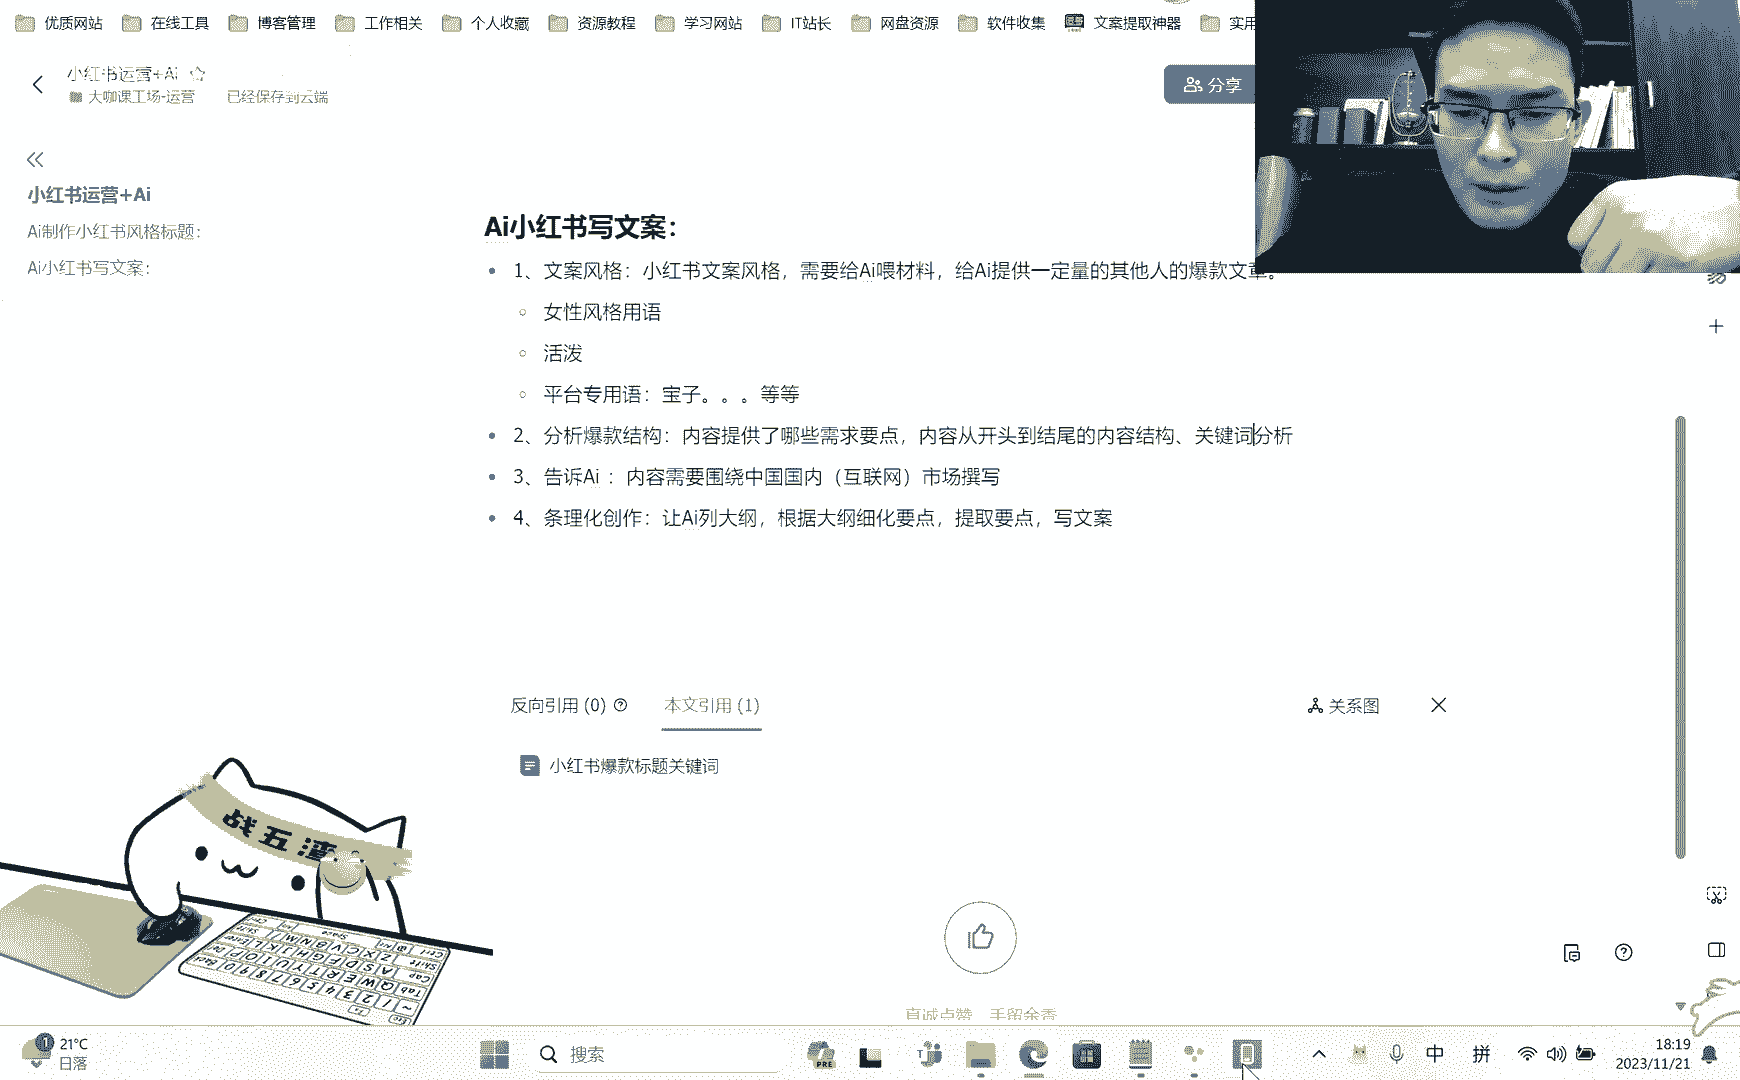 优质网站 在线工具 博客管理 工作相关 个人收藏 资源教程 学习网站 IT站长 网盘资源 软件收集 文案提取神器 实用
小红书运营+Ai
大咖课工场-运营 已经保存到云端
分享
小红书运营+Ai
Ai制作小红书风格标题：
Ai小红书写文案：
Ai小红书写文案：
1、文案风格：小红书文案风格，需要给Ai喂材料，给Ai提供一定量的其他人的爆款文章。
女性风格用语
活泼
平台专用语：宝子。。。等等
2、分析爆款结构：内容提供了哪些需求要点，内容从开头到结尾的内容结构、关键词分析
3、告诉Ai ：内容需要围绕中国国内（互联网）市场撰写
4、条理化创作：让Ai列大纲，根据大纲细化要点，提取要点，写文案
反向引用 (0) 本文引用 (1) 关系图
小红书爆款标题关键词
战五渣
真诚点赞，手留余香
1 21°C
日落
搜索
PRE
中 拼
18:19
2023/11/21